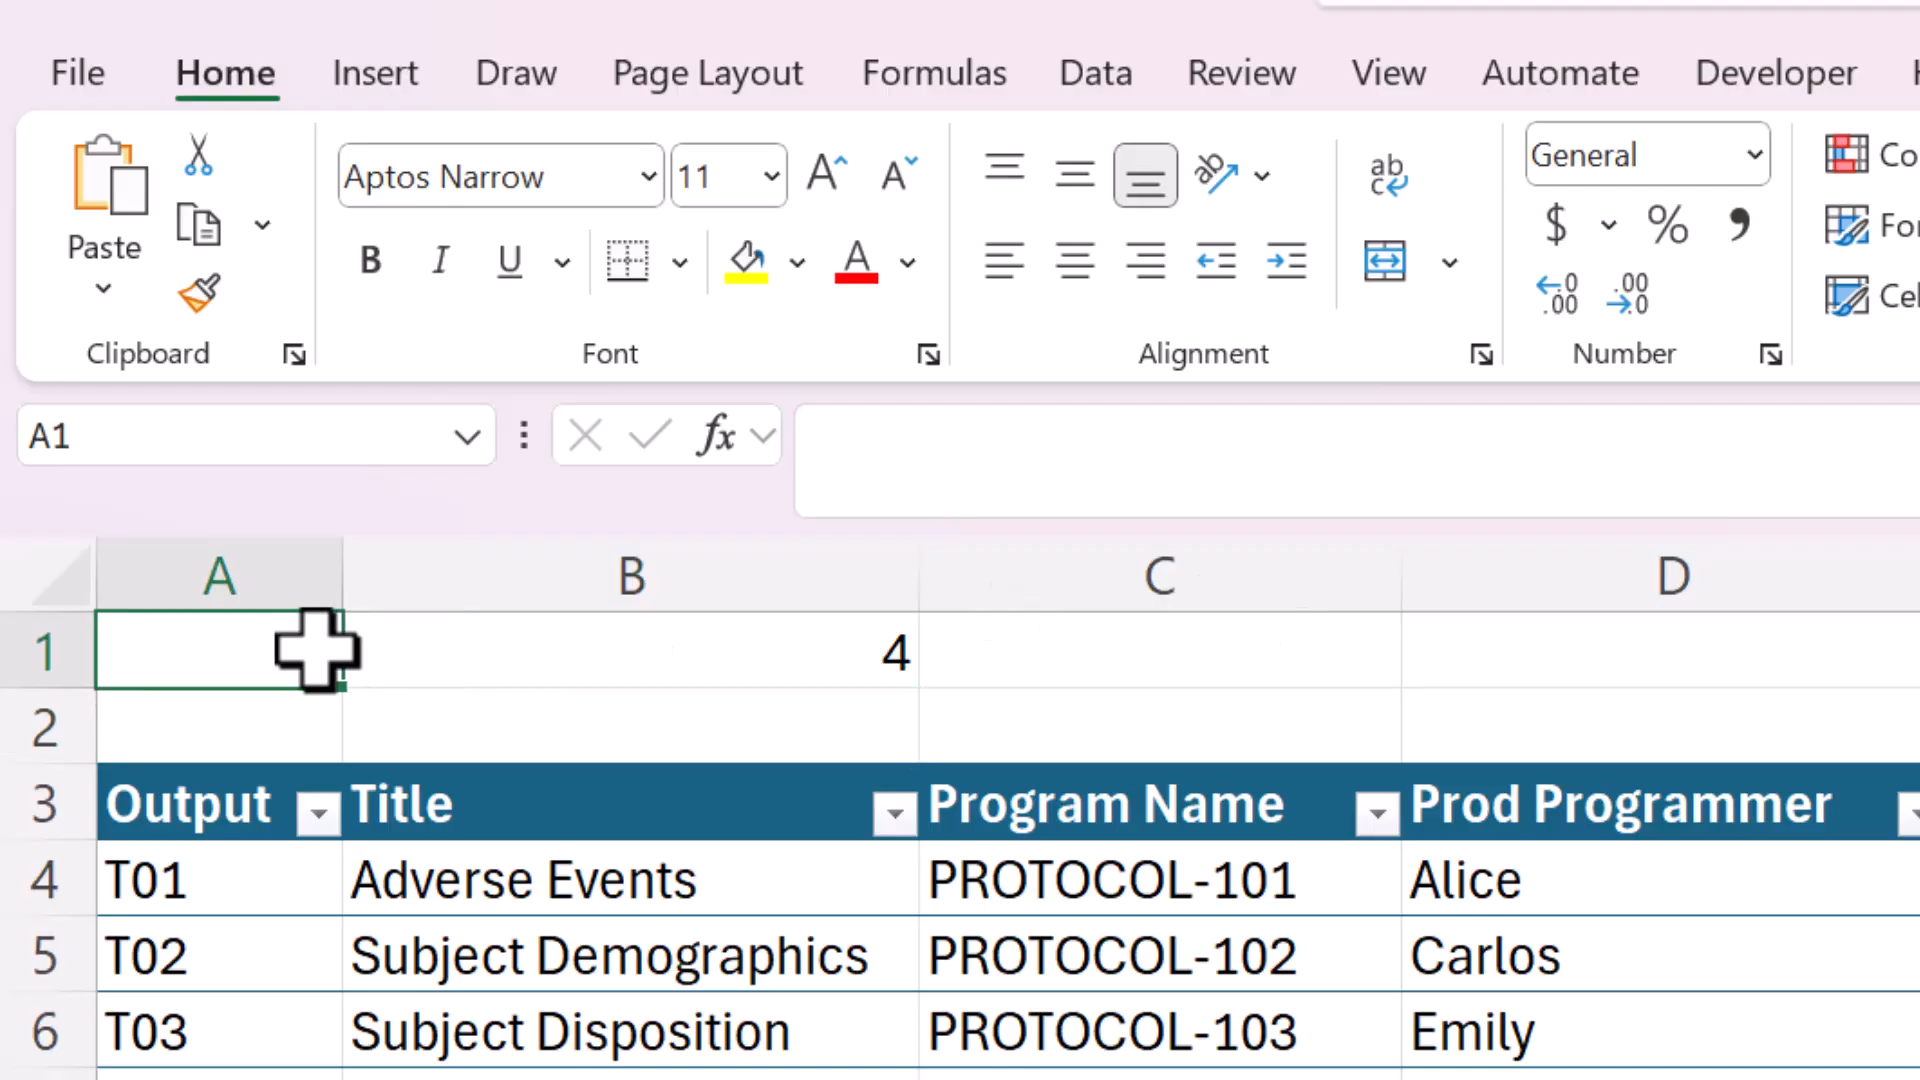 File Home Insert Draw Page Layout Formulas Data Review View Automate Developer
Paste
Clipboard
Aptos Narrow 11
B I U
Font
ab
Alignment
General
$ %
Number
A1
fx
A B C D
1 4
2
3 Output Title Program Name Prod Programmer
4 T01 Adverse Events PROTOCOL-101 Alice
5 T02 Subject Demographics PROTOCOL-102 Carlos
6 T03 Subject Disposition PROTOCOL-103 Emily